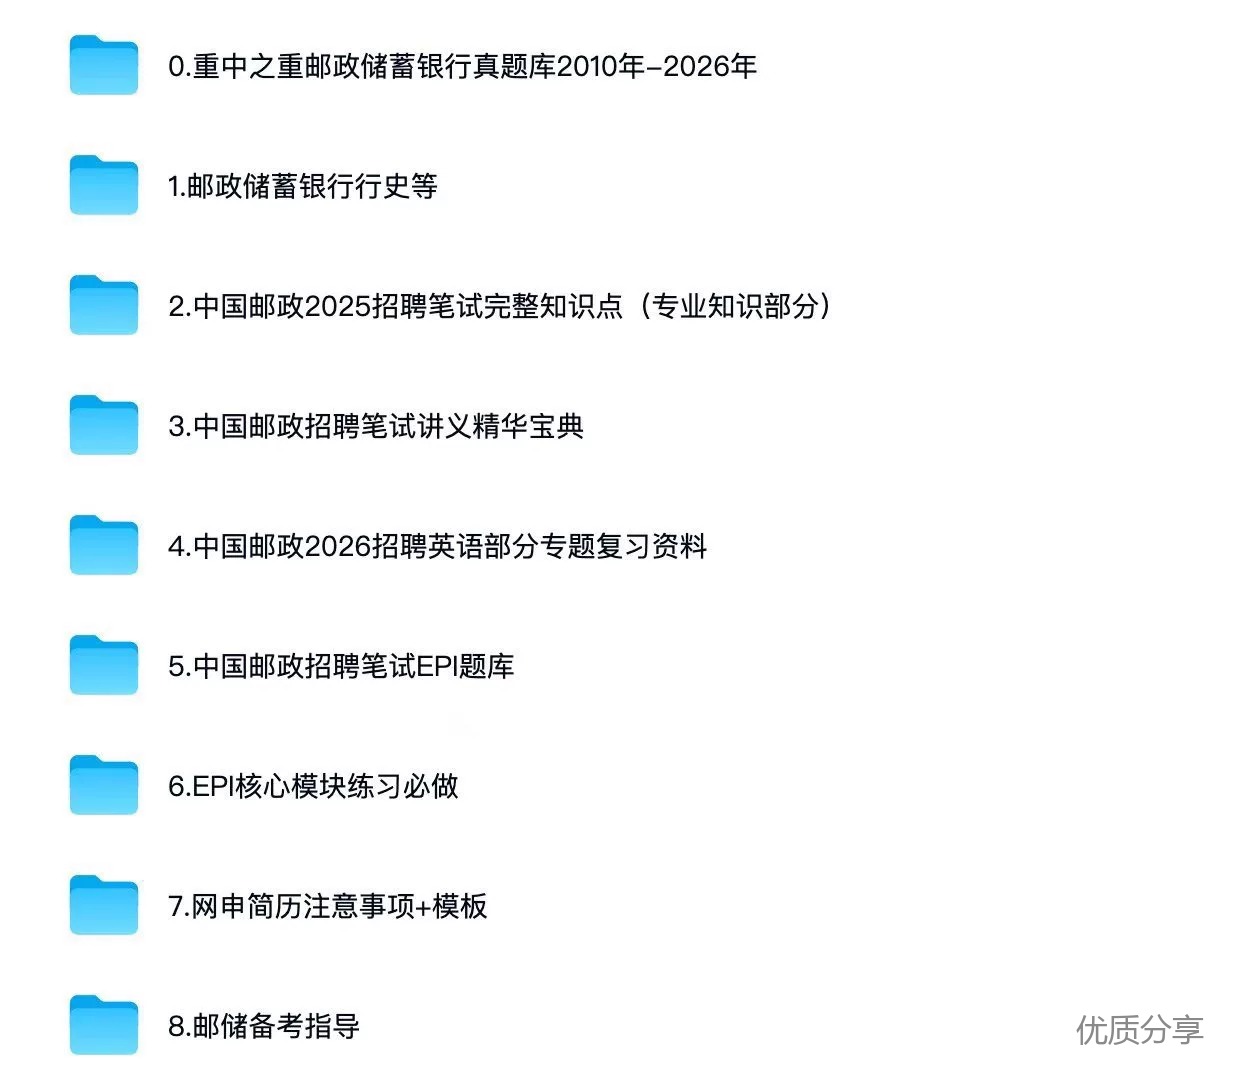 0.重中之重邮政储蓄银行真题库2010年-2026年
1.邮政储蓄银行行史等
2.中国邮政2025招聘笔试完整知识点（专业知识部分）
3.中国邮政招聘笔试讲义精华宝典
4.中国邮政2026招聘英语部分专题复习资料
5.中国邮政招聘笔试EPI题库
6.EPI核心模块练习必做
7.网申简历注意事项+模板
8.邮储备考指导
优质分享